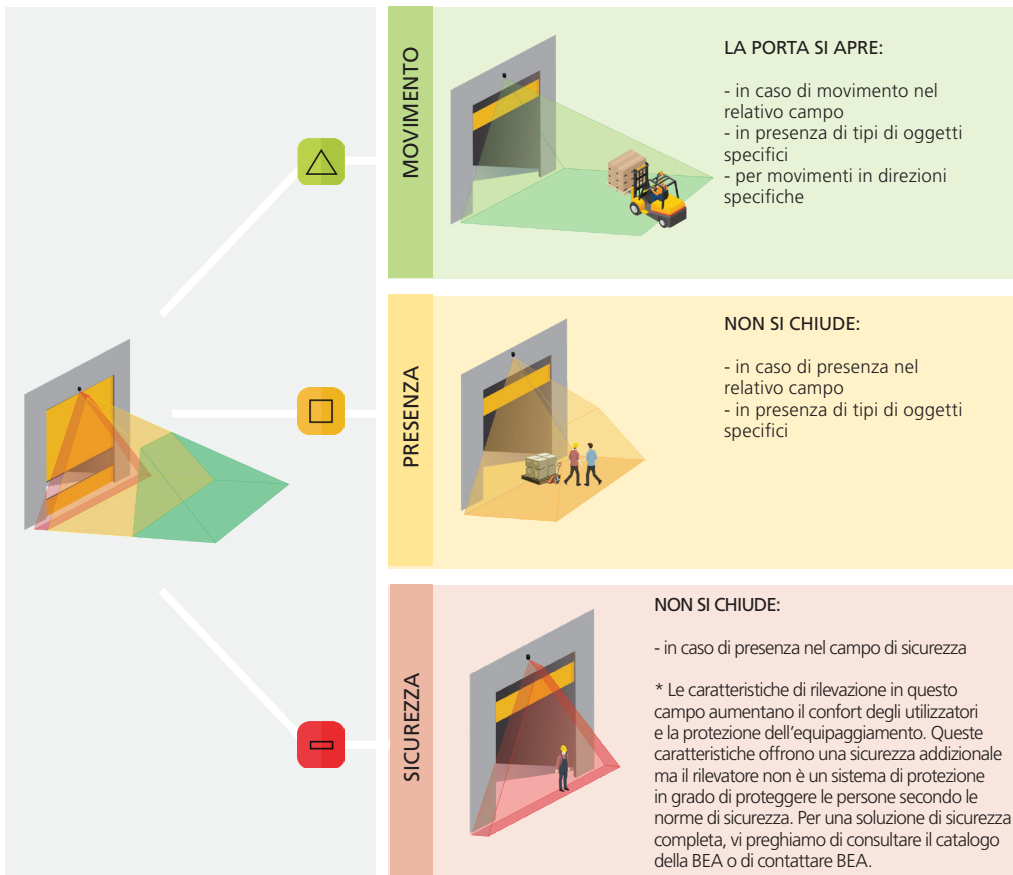 MOVIMENTO
LA PORTA SI APRE:
- in caso di movimento nel
relativo campo
- in presenza di tipi di oggetti
specifici
- per movimenti in direzioni
specifiche
PRESENZA
NON SI CHIUDE:
- in caso di presenza nel
relativo campo
- in presenza di tipi di oggetti
specifici
SICUREZZA
NON SI CHIUDE:
- in caso di presenza nel campo di sicurezza
* Le caratteristiche di rilevazione in questo
campo aumentano il confort degli utilizzatori
e la protezione dell'equipaggiamento. Queste
caratteristiche offrono una sicurezza addizionale
ma il rilevatore non è un sistema di protezione
in grado di proteggere le persone secondo le
norme di sicurezza. Per una soluzione di sicurezza
completa, vi preghiamo di consultare il catalogo
della BEA o di contattare BEA.